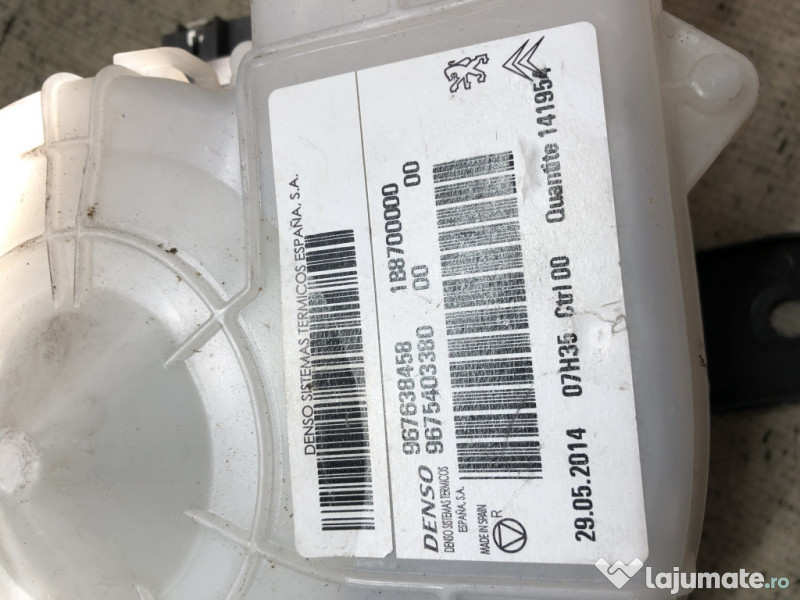 DENSO SISTEMAS TERMICOS ESPAÑA, S.A.
967638458 1B8700000 00
9675403380 00
DENSO
DENSO SISTEMAS TERMICOS
ESPAÑA, S.A.
MADE IN SPAIN
R
29.05.2014 07H35 Ctrl 00 Quantite 141954
lajumate.ro